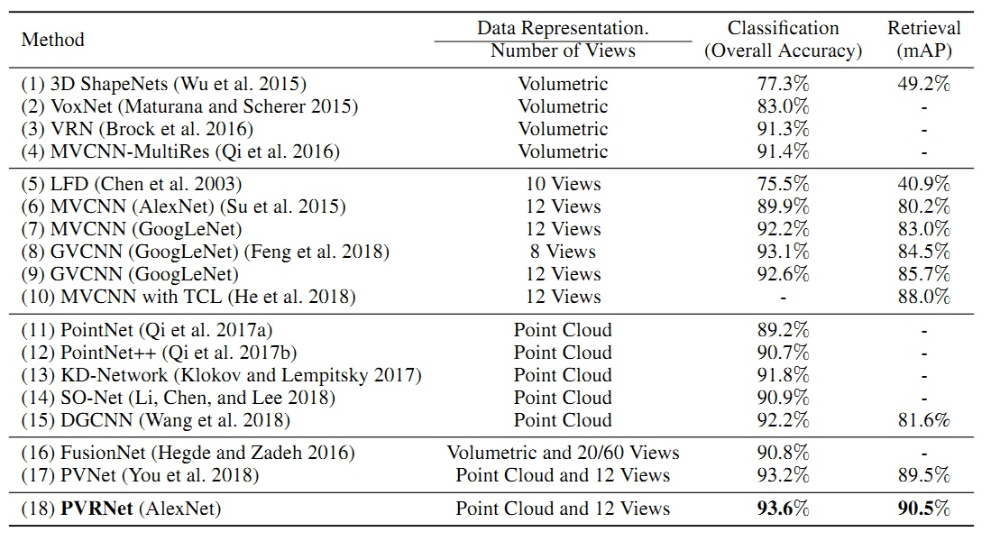 Method Data Representation. Classification Retrieval
Number of Views (Overall Accuracy) (mAP)
(1) 3D ShapeNets (Wu et al. 2015) Volumetric 77.3% 49.2%
(2) VoxNet (Maturana and Scherer 2015) Volumetric 83.0% -
(3) VRN (Brock et al. 2016) Volumetric 91.3% -
(4) MVCNN-MultiRes (Qi et al. 2016) Volumetric 91.4% -
(5) LFD (Chen et al. 2003) 10 Views 75.5% 40.9%
(6) MVCNN (AlexNet) (Su et al. 2015) 12 Views 89.9% 80.2%
(7) MVCNN (GoogLeNet) 12 Views 92.2% 83.0%
(8) GVCNN (GoogLeNet) (Feng et al. 2018) 8 Views 93.1% 84.5%
(9) GVCNN (GoogLeNet) 12 Views 92.6% 85.7%
(10) MVCNN with TCL (He et al. 2018) 12 Views - 88.0%
(11) PointNet (Qi et al. 2017a) Point Cloud 89.2% -
(12) PointNet++ (Qi et al. 2017b) Point Cloud 90.7% -
(13) KD-Network (Klokov and Lempitsky 2017) Point Cloud 91.8% -
(14) SO-Net (Li, Chen, and Lee 2018) Point Cloud 90.9% -
(15) DGCNN (Wang et al. 2018) Point Cloud 92.2% 81.6%
(16) FusionNet (Hegde and Zadeh 2016) Volumetric and 20/60 Views 90.8% -
(17) PVNet (You et al. 2018) Point Cloud and 12 Views 93.2% 89.5%
(18) PVRNet (AlexNet) Point Cloud and 12 Views 93.6% 90.5%